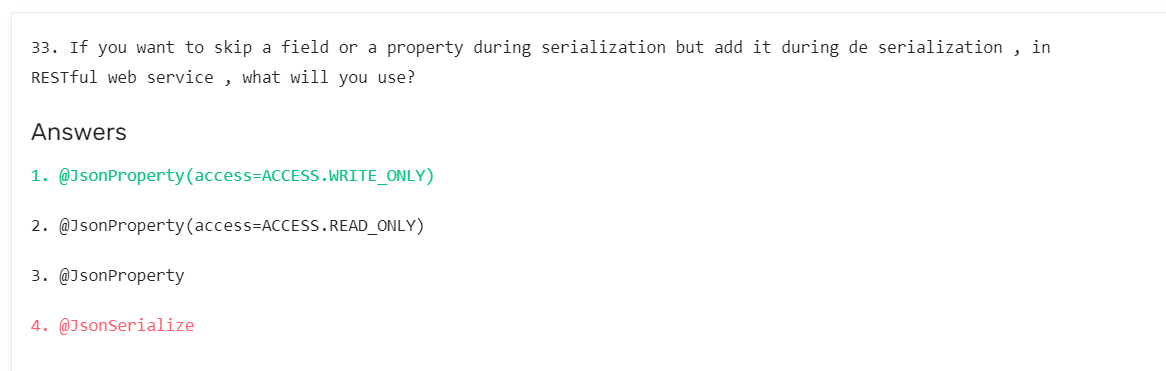 33. If you want to skip a field or a property during serialization but add it during de serialization , in
RESTful web service , what will you use?
Answers
1. @JsonProperty(access=ACCESS.WRITE_ONLY)
2. @JsonProperty(access=ACCESS.READ_ONLY)
3. @JsonProperty
4. @JsonSerialize